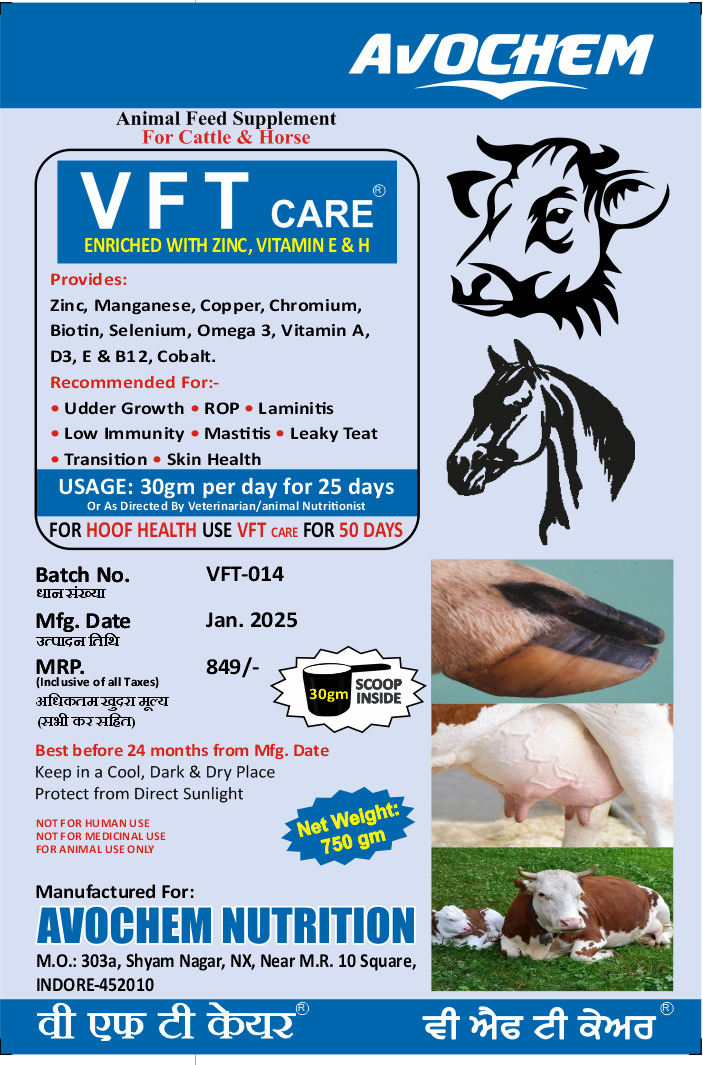 AVOCHEM
Animal Feed Supplement
For Cattle & Horse
VFT CARE®
ENRICHED WITH ZINC, VITAMIN E & H
Provides:
Zinc, Manganese, Copper, Chromium,
Biotin, Selenium, Omega 3, Vitamin A,
D3, E & B12, Cobalt.
Recommended For:-
• Udder Growth • ROP • Laminitis
• Low Immunity • Mastitis • Leaky Teat
• Transition • Skin Health
USAGE: 30gm per day for 25 days
Or As Directed By Veterinarian/animal Nutritionist
FOR HOOF HEALTH USE VFT CARE FOR 50 DAYS
Batch No. VFT-014
धान संख्या
Mfg. Date Jan. 2025
उत्पादन तिथि
MRP. 849/-
(Inclusive of all Taxes)
अधिकतम खुदरा मूल्य
(सभी कर सहित)
30gm
SCOOP
INSIDE
Best before 24 months from Mfg. Date
Keep in a Cool, Dark & Dry Place
Protect from Direct Sunlight
NOT FOR HUMAN USE
NOT FOR MEDICINAL USE
FOR ANIMAL USE ONLY
Net Weight:
750 gm
Manufactured For:
AVOCHEM NUTRITION
M.O.: 303a, Shyam Nagar, NX, Near M.R. 10 Square,
INDORE-452010
वी एफ टी केयर®
ਵੀ ਐਫ ਟੀ ਕੇਅਰ®